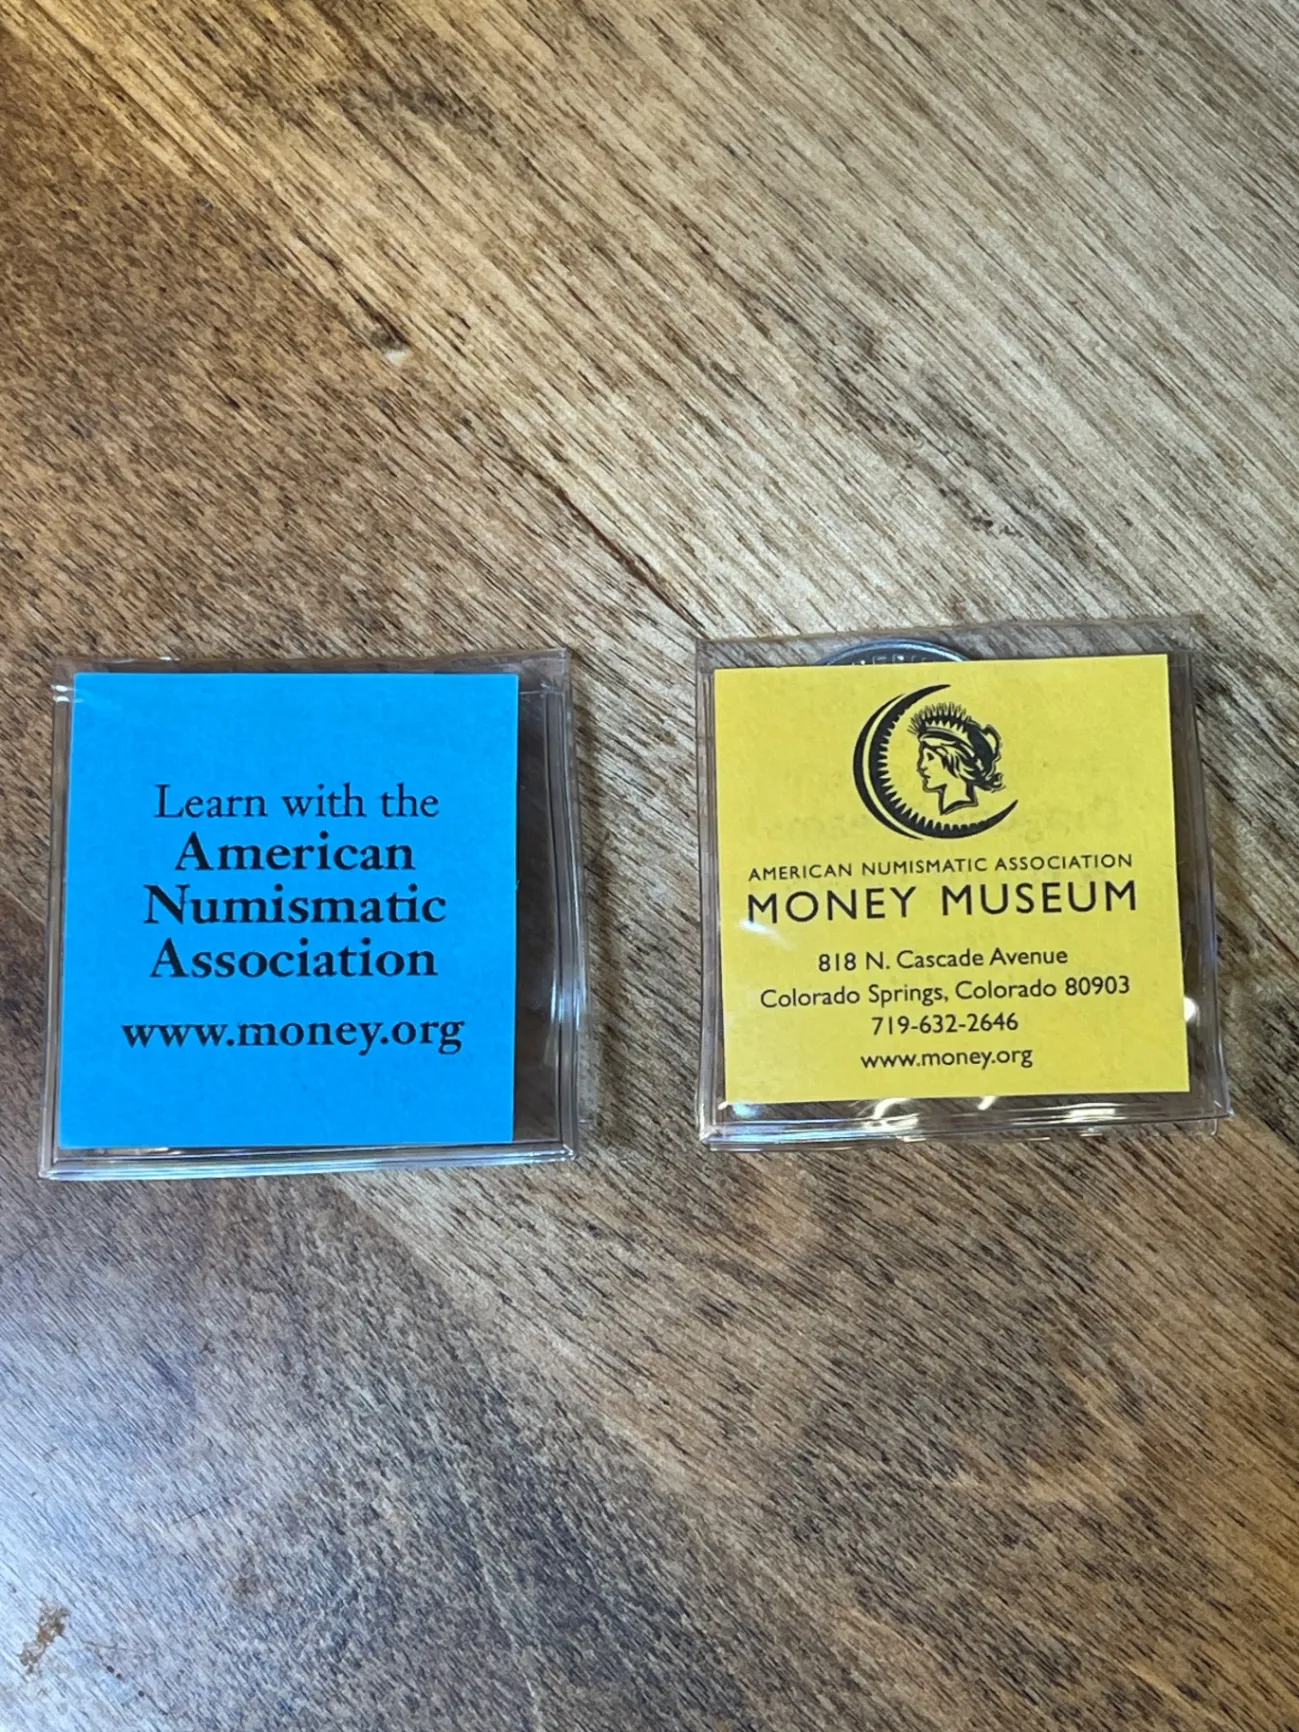 Learn with the
American
Numismatic
Association
www.money.org
AMERICAN NUMISMATIC ASSOCIATION
MONEY MUSEUM
818 N. Cascade Avenue
Colorado Springs, Colorado 80903
719-632-2646
www.money.org